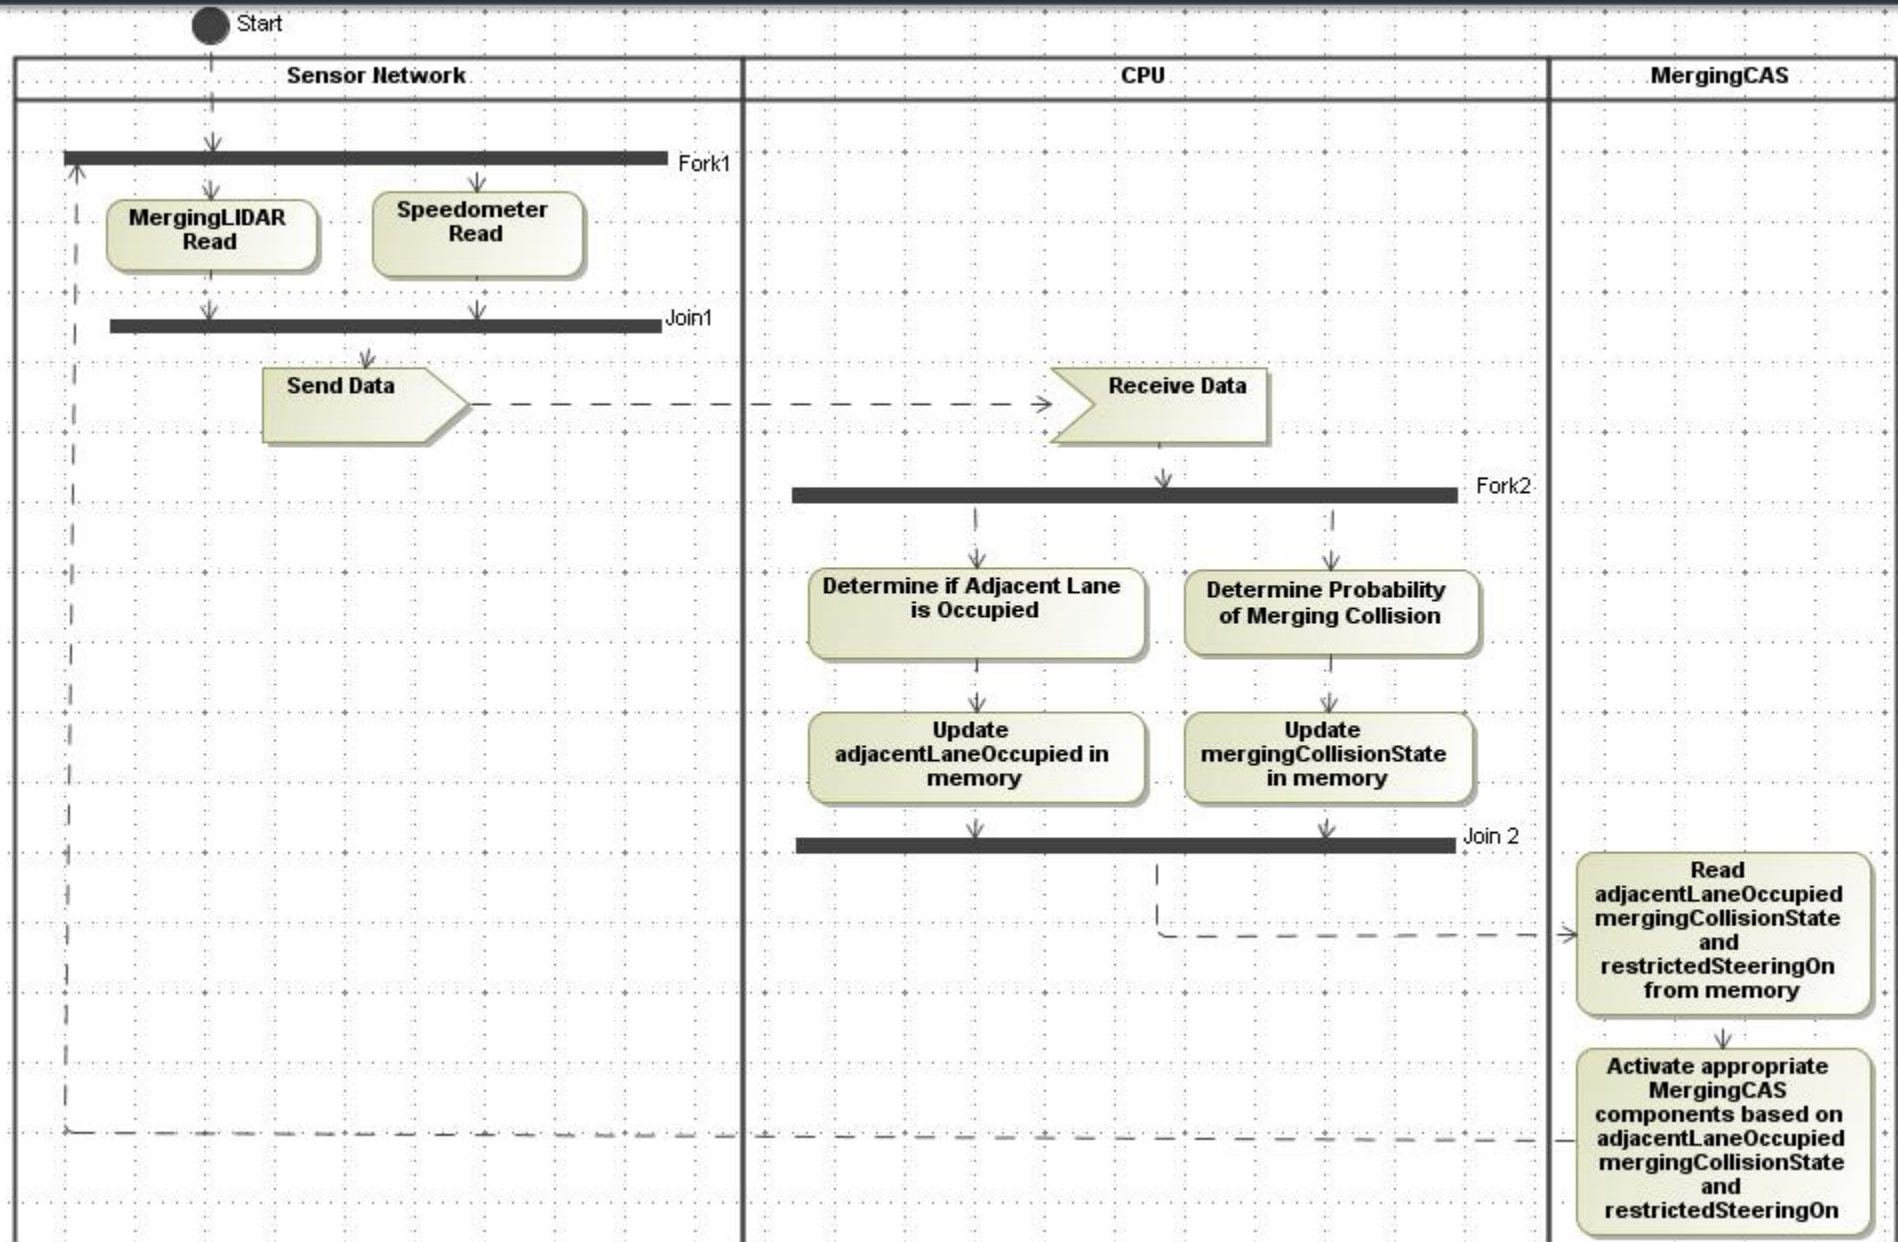 Start
Sensor Network
CPU
MergingCAS
Fork1
MergingLIDAR
Read
Speedometer
Read
Join1
Send Data
Receive Data
Fork2
Determine if Adjacent Lane
is Occupied
Determine Probability
of Merging Collision
Update
adjacentLaneOccupied in
memory
Update
mergingCollisionState
in memory
Join 2
Read
adjacentLaneOccupied
mergingCollisionState
and
restrictedSteeringOn
from memory
Activate appropriate
MergingCAS
components based on
adjacentLaneOccupied
mergingCollisionState
and
restrictedSteeringOn